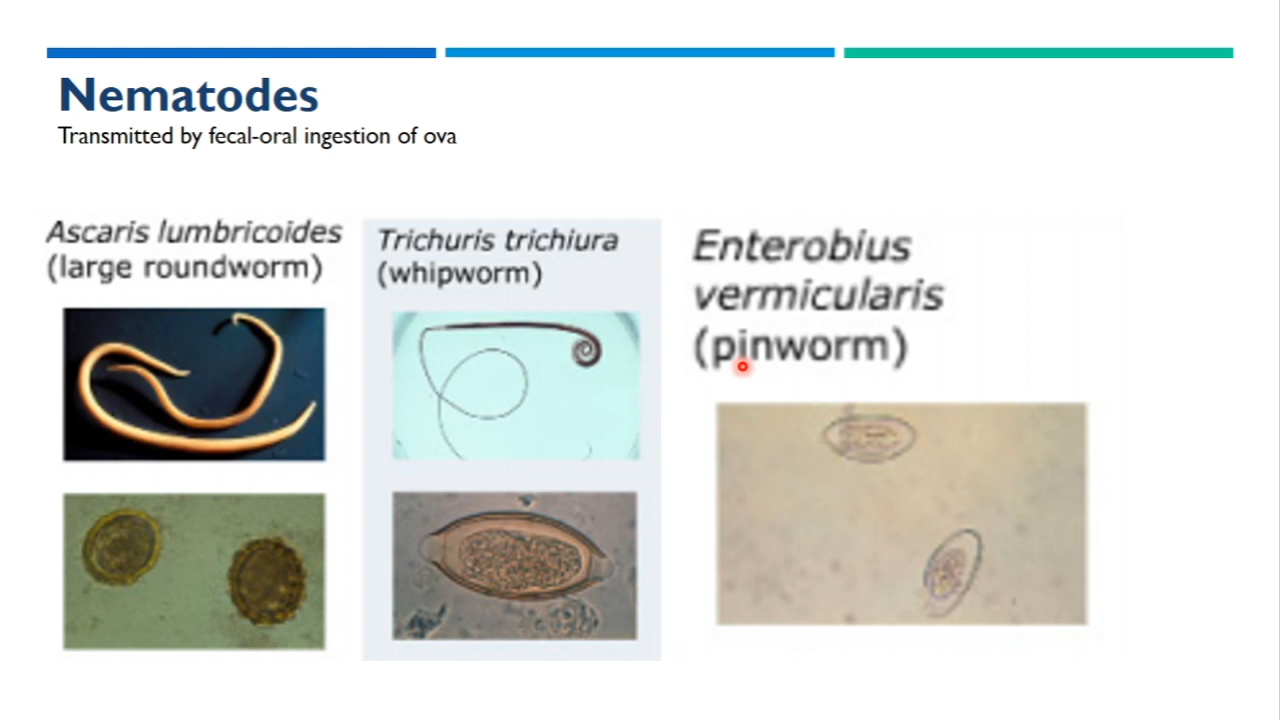 Nematodes
Transmitted by fecal-oral ingestion of ova
Ascaris lumbricoides
(large roundworm)
Trichuris trichiura
(whipworm)
Enterobius
vermicularis
(pinworm)